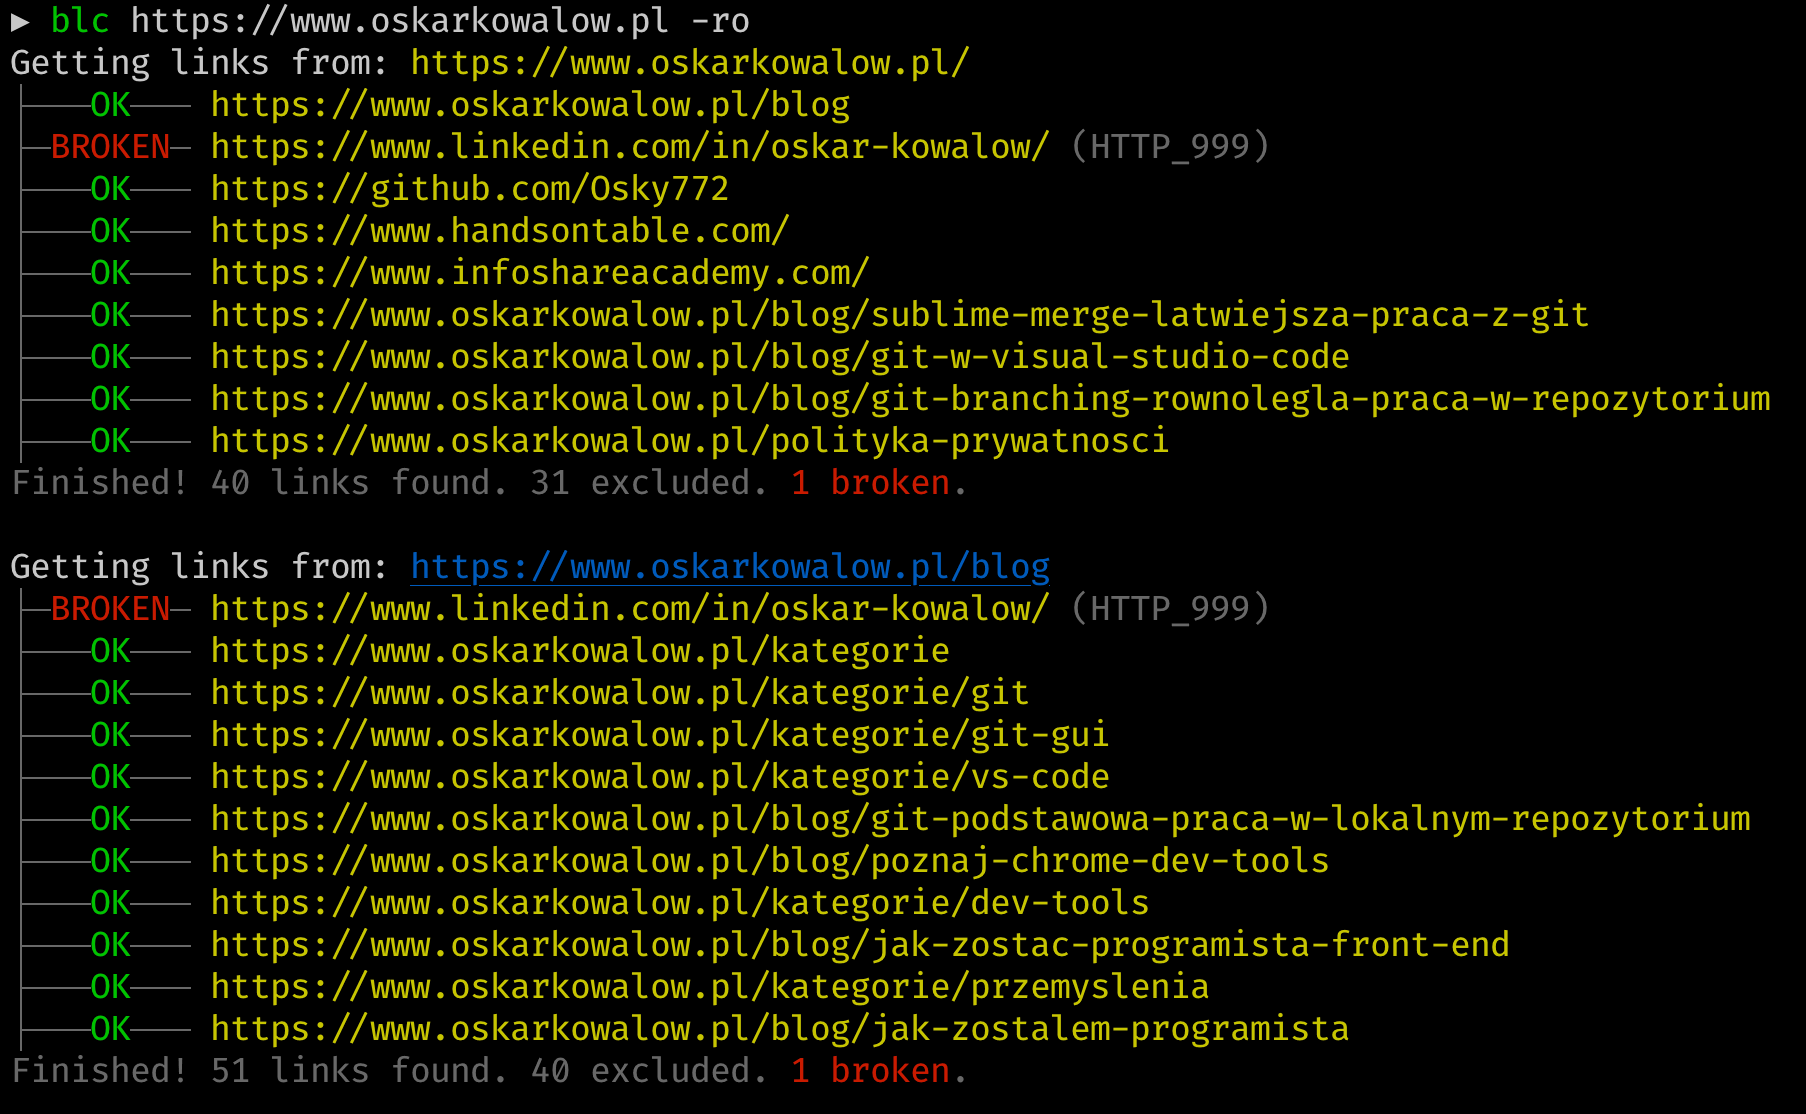 ▶ blc https://www.oskarkowalow.pl -ro
Getting links from: https://www.oskarkowalow.pl/
├───OK─── https://www.oskarkowalow.pl/blog
├─BROKEN─ https://www.linkedin.com/in/oskar-kowalow/ (HTTP_999)
├───OK─── https://github.com/Osky772
├───OK─── https://www.handsontable.com/
├───OK─── https://www.infoshareacademy.com/
├───OK─── https://www.oskarkowalow.pl/blog/sublime-merge-latwiejsza-praca-z-git
├───OK─── https://www.oskarkowalow.pl/blog/git-w-visual-studio-code
├───OK─── https://www.oskarkowalow.pl/blog/git-branching-rownolegla-praca-w-repozytorium
├───OK─── https://www.oskarkowalow.pl/polityka-prywatnosci
Finished! 40 links found. 31 excluded. 1 broken.

Getting links from: https://www.oskarkowalow.pl/blog
├─BROKEN─ https://www.linkedin.com/in/oskar-kowalow/ (HTTP_999)
├───OK─── https://www.oskarkowalow.pl/kategorie
├───OK─── https://www.oskarkowalow.pl/kategorie/git
├───OK─── https://www.oskarkowalow.pl/kategorie/git-gui
├───OK─── https://www.oskarkowalow.pl/kategorie/vs-code
├───OK─── https://www.oskarkowalow.pl/blog/git-podstawowa-praca-w-lokalnym-repozytorium
├───OK─── https://www.oskarkowalow.pl/blog/poznaj-chrome-dev-tools
├───OK─── https://www.oskarkowalow.pl/kategorie/dev-tools
├───OK─── https://www.oskarkowalow.pl/blog/jak-zostac-programista-front-end
├───OK─── https://www.oskarkowalow.pl/kategorie/przemyslenia
├───OK─── https://www.oskarkowalow.pl/blog/jak-zostalem-programista
Finished! 51 links found. 40 excluded. 1 broken.